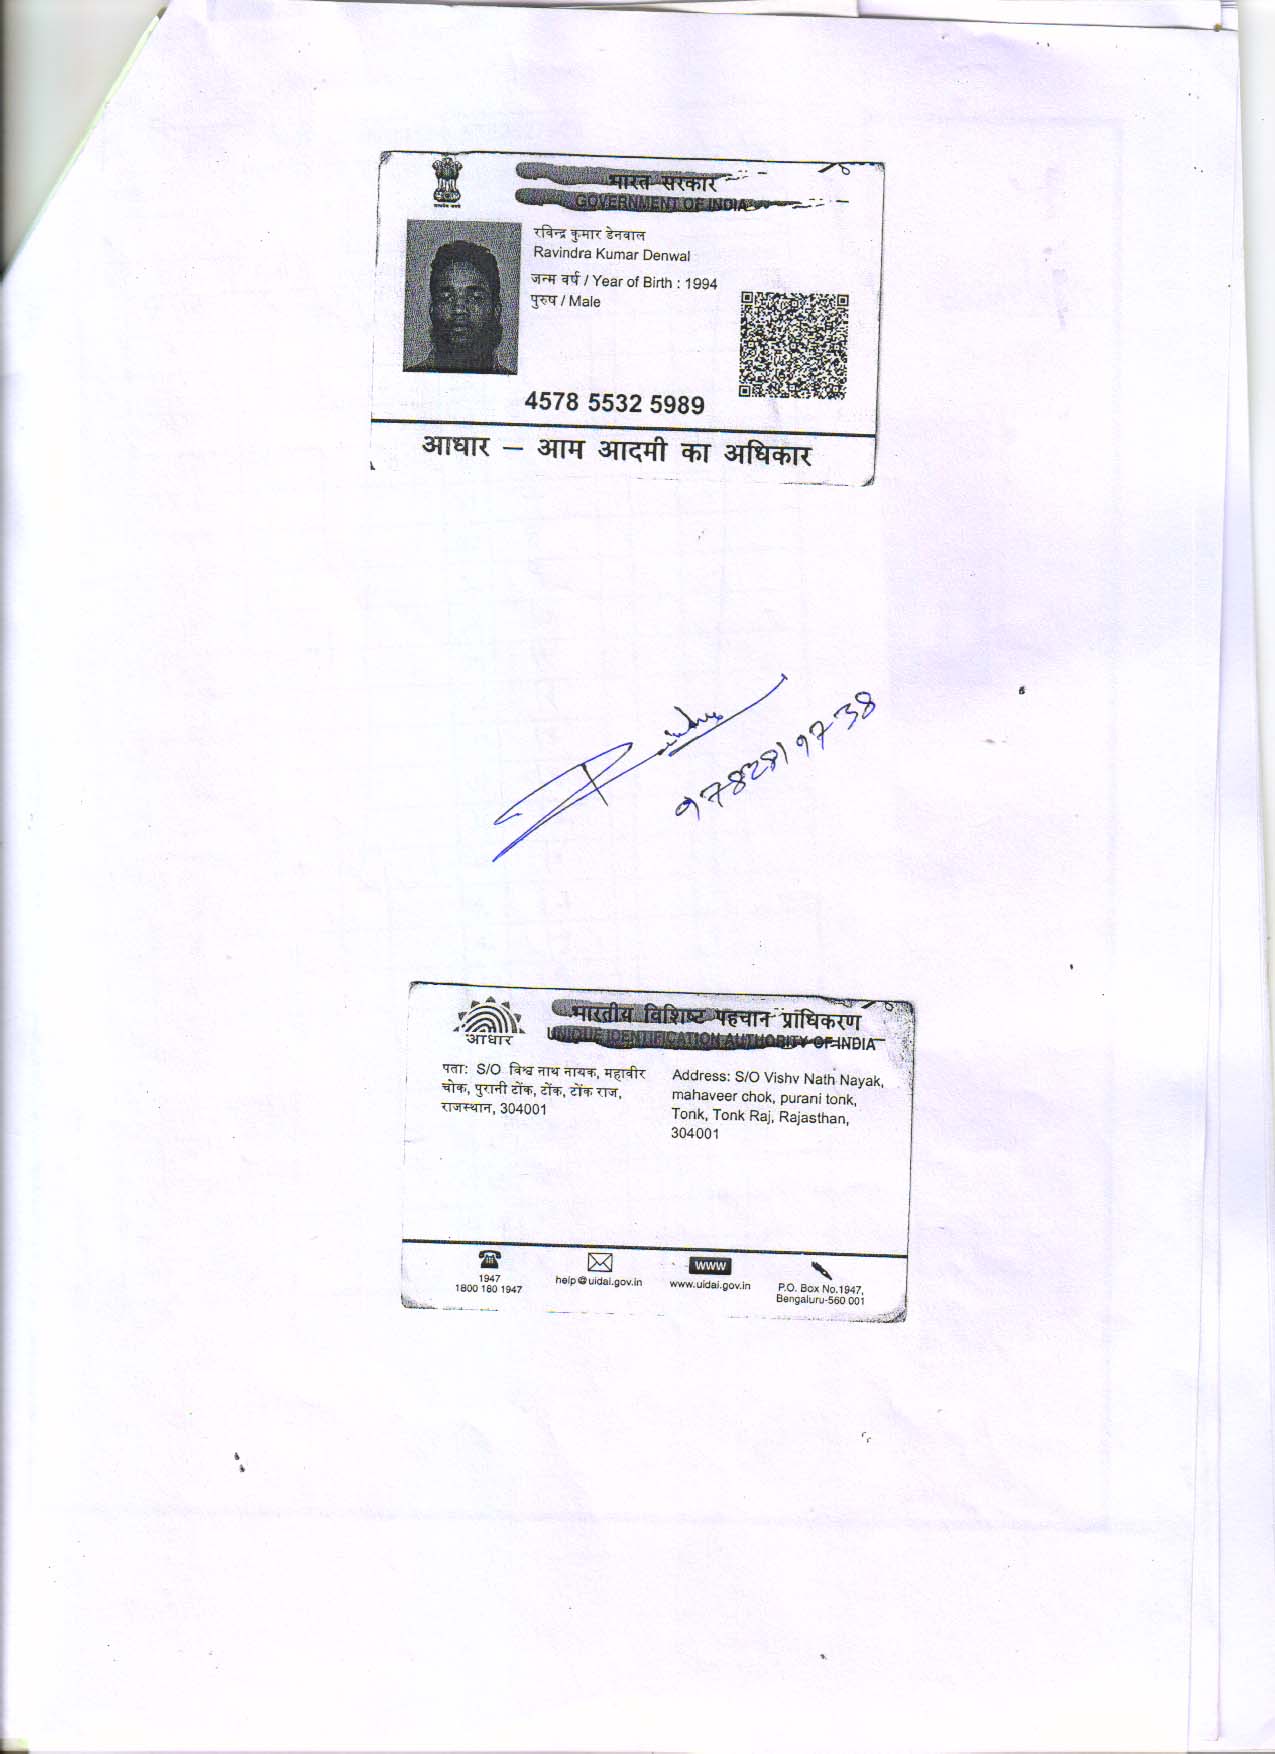 भारत सरकार
GOVERNMENT OF INDIA
रविन्द्र कुमार डेनवाल
Ravindra Kumar Denwal
जन्म वर्ष / Year of Birth : 1994
पुरुष / Male
4578 5532 5989
आधार – आम आदमी का अधिकार
9782819738
भारतीय विशिष्ट पहचान प्राधिकरण
UNIQUE IDENTIFICATION AUTHORITY OF INDIA
आधार
पता: S/O विश्व नाथ नायक, महावीर
चोक, पुरानी टोंक, टोंक, टोंक राज,
राजस्थान, 304001
Address: S/O Vishv Nath Nayak,
mahaveer chok, purani tonk,
Tonk, Tonk Raj, Rajasthan,
304001
1947
1800 180 1947
help@uidai.gov.in
www
www.uidai.gov.in
P.O. Box No.1947,
Bengaluru-560 001